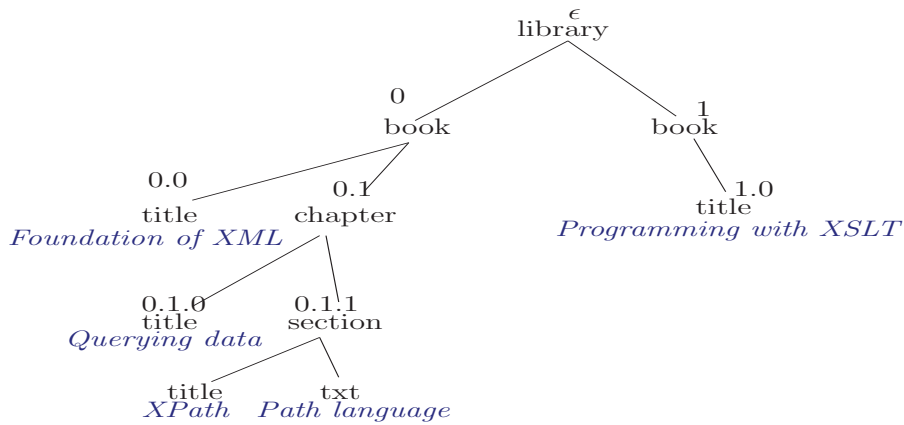 ϵ
library
0
book
1
book
0.0
title
Foundation of XML
0.1
chapter
1.0
title
Programming with XSLT
0.1.0
title
Querying data
0.1.1
section
title
XPath
txt
Path language